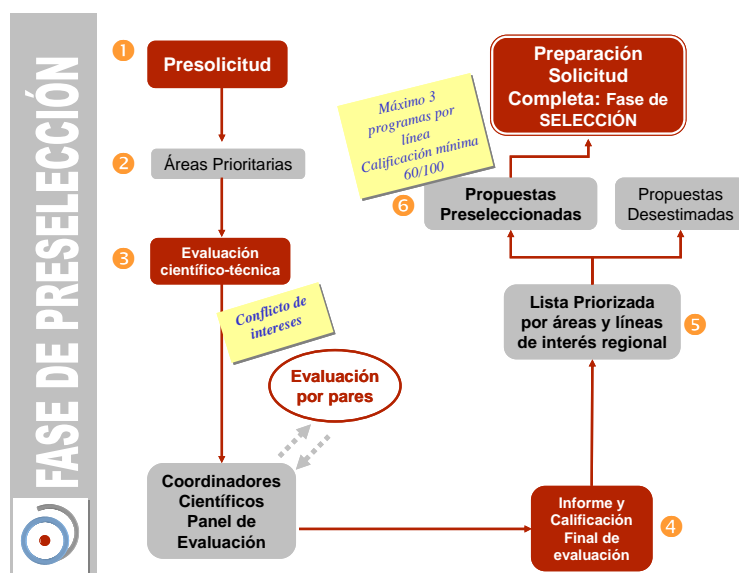 FASE DE PRESELECCIÓN
1
Presolicitud
2
Áreas Prioritarias
3
Evaluación
científico-técnica
Conflicto de
intereses
Evaluación
por pares
Coordinadores
Científicos
Panel de
Evaluación
Informe y
Calificación
Final de
evaluación
4
Lista Priorizada
por áreas y líneas
de interés regional
5
6
Propuestas
Preseleccionadas
Propuestas
Desestimadas
Máximo 3
programas por
línea
Calificación mínima
60/100
Preparación
Solicitud
Completa: Fase de
SELECCIÓN